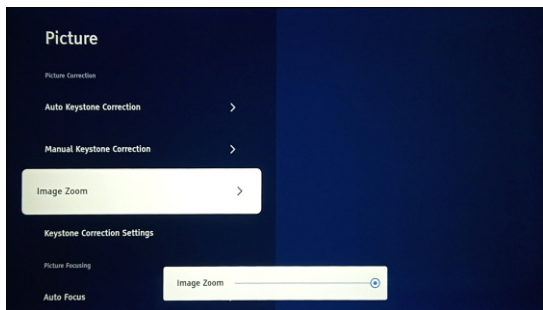 Picture
Picture Correction
Auto Keystone Correction
Manual Keystone Correction
Image Zoom
Keystone Correction Settings
Picture Focusing
Auto Focus
Image Zoom